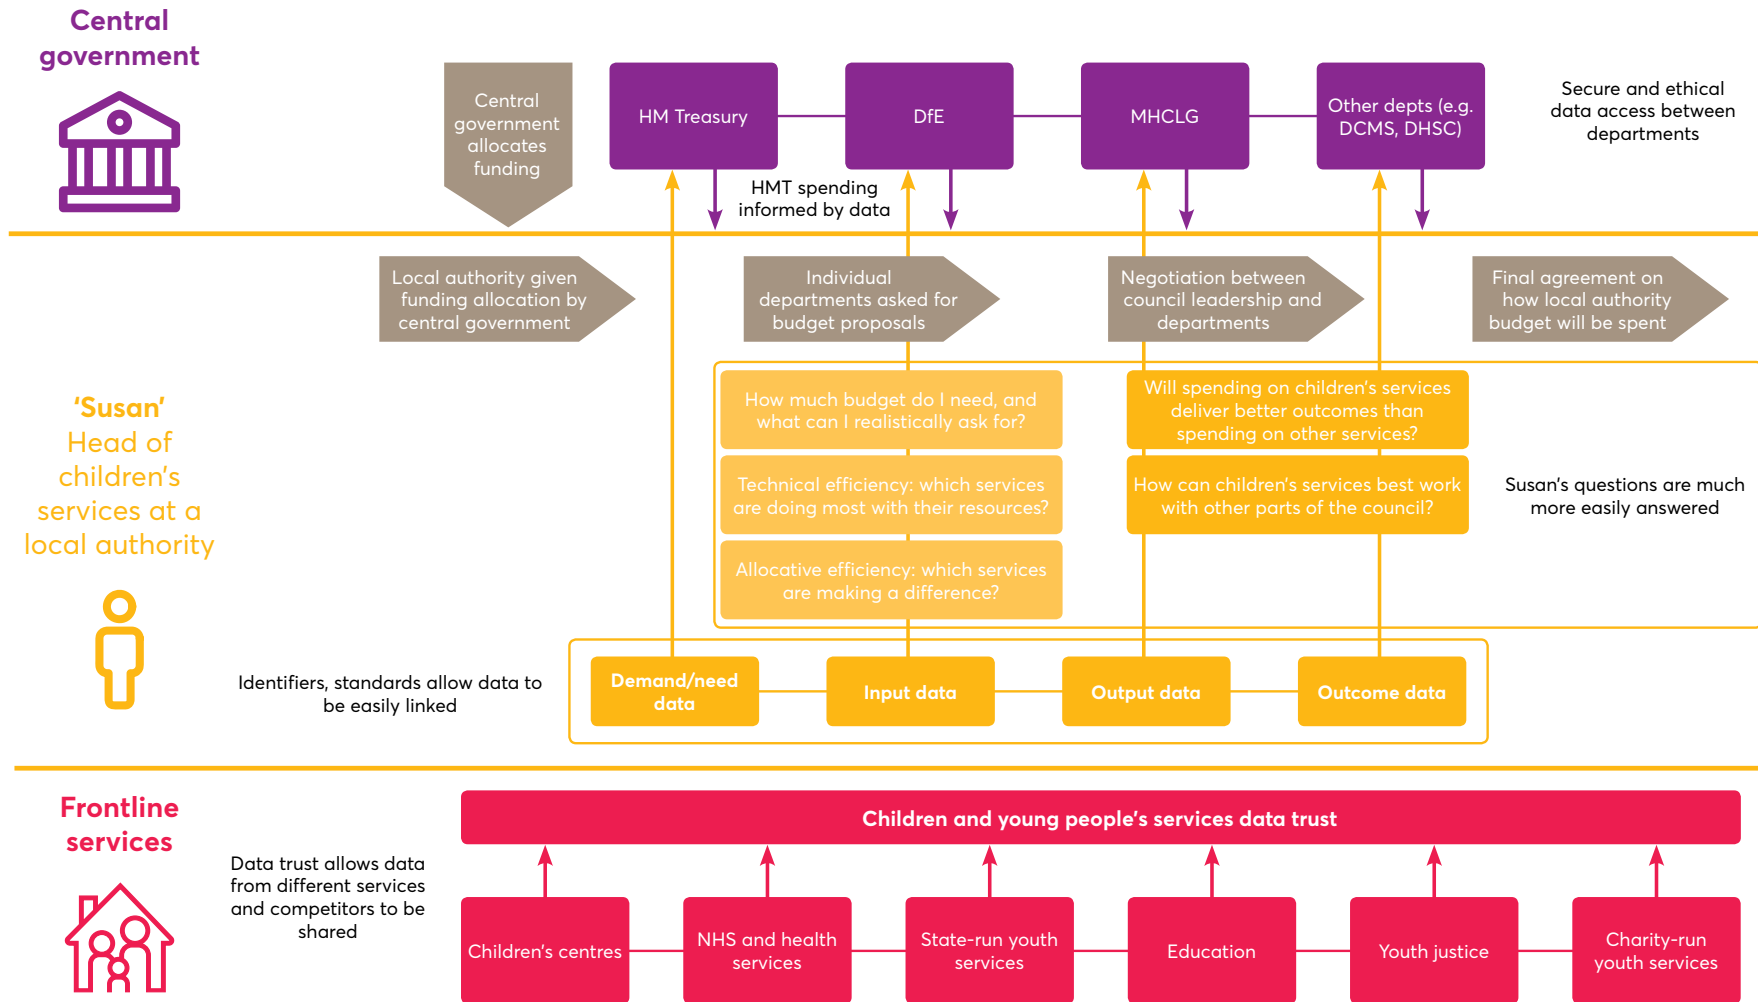 Central
government
Central
government
allocates
funding
HM Treasury
DfE
MHCLG
Other depts (e.g.
DCMS, DHSC)
Secure and ethical
data access between
departments
HMT spending
informed by data
Local authority given
funding allocation by
central government
Individual
departments asked for
budget proposals
Negotiation between
council leadership and
departments
Final agreement on
how local authority
budget will be spent
‘Susan’
Head of
children’s
services at a
local authority
How much budget do I need, and
what can I realistically ask for?
Technical efficiency: which services
are doing most with their resources?
Allocative efficiency: which services
are making a difference?
Will spending on children’s services
deliver better outcomes than
spending on other services?
How can children’s services best work
with other parts of the council?
Susan’s questions are much
more easily answered
Identifiers, standards allow data to
be easily linked
Demand/need
data
Input data
Output data
Outcome data
Frontline
services
Data trust allows data
from different services
and competitors to be
shared
Children and young people’s services data trust
Children’s centres
NHS and health
services
State-run youth
services
Education
Youth justice
Charity-run
youth services